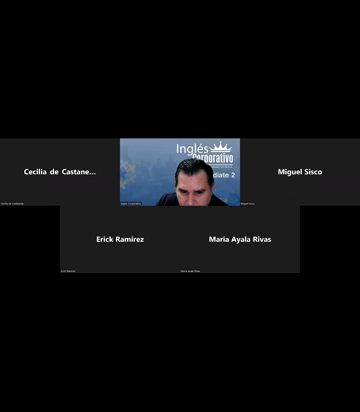 Inglés
Corporativo
diate 2
Cecilia de Castane...
Miguel Sisco
Erick Ramirez
Maria Ayala Rivas